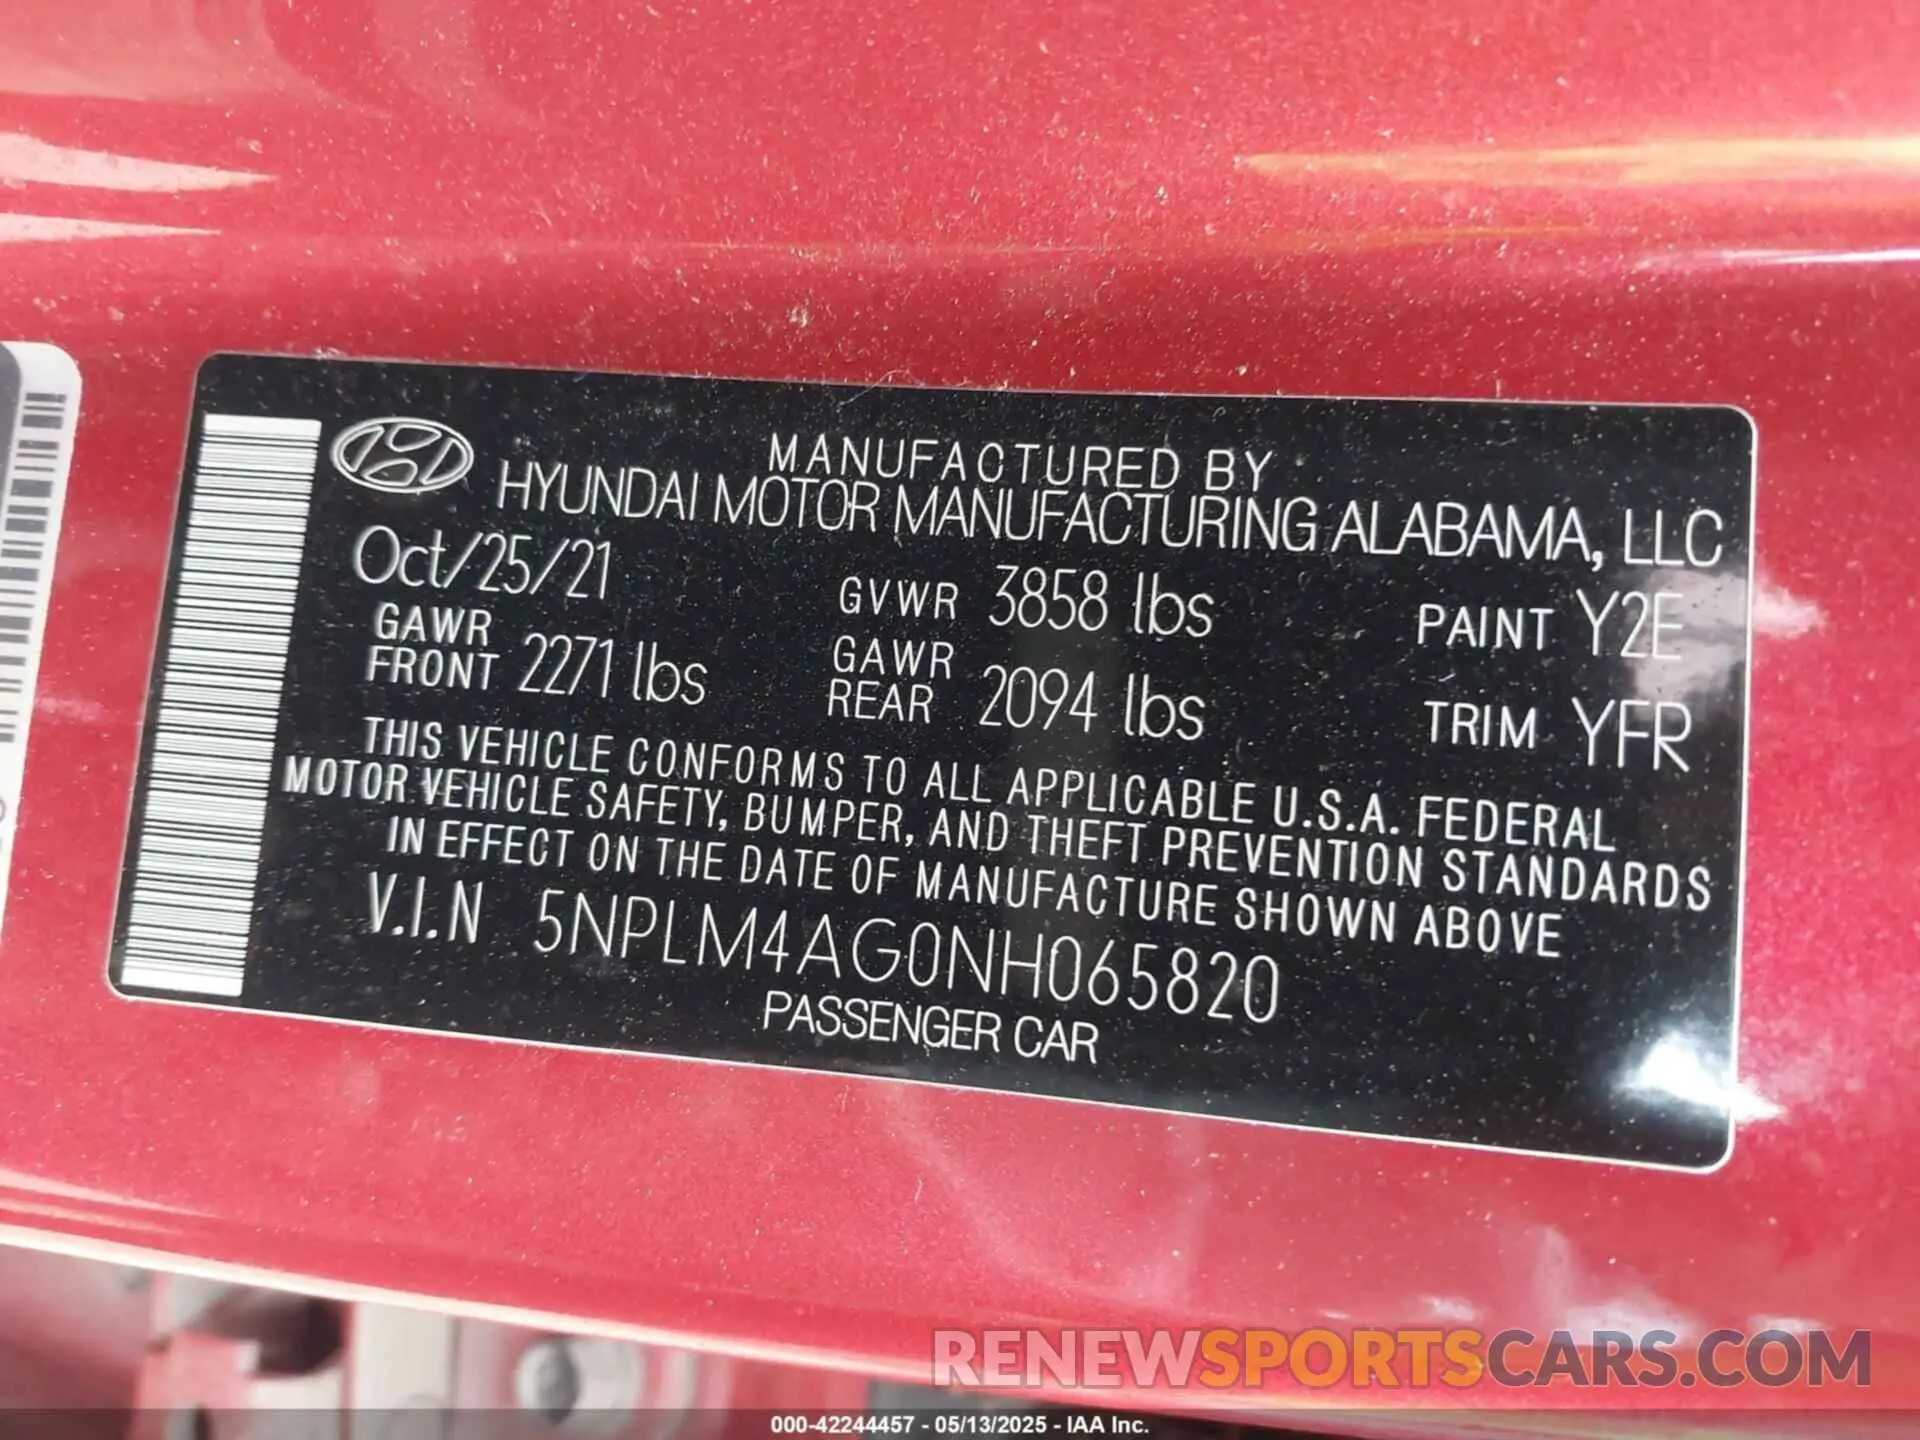 MANUFACTURED BY
HYUNDAI MOTOR MANUFACTURING ALABAMA, LLC
Oct/25/21 GVWR 3858 lbs PAINT Y2E
GAWR FRONT 2271 lbs GAWR REAR 2094 lbs TRIM YFR
THIS VEHICLE CONFORMS TO ALL APPLICABLE U.S.A. FEDERAL
MOTOR VEHICLE SAFETY, BUMPER, AND THEFT PREVENTION STANDARDS
IN EFFECT ON THE DATE OF MANUFACTURE SHOWN ABOVE
V.I.N 5NPLM4AG0NH065820
PASSENGER CAR
RENEWSPORTSCARS.COM
000-42244457 - 05/13/2025 - IAA Inc.